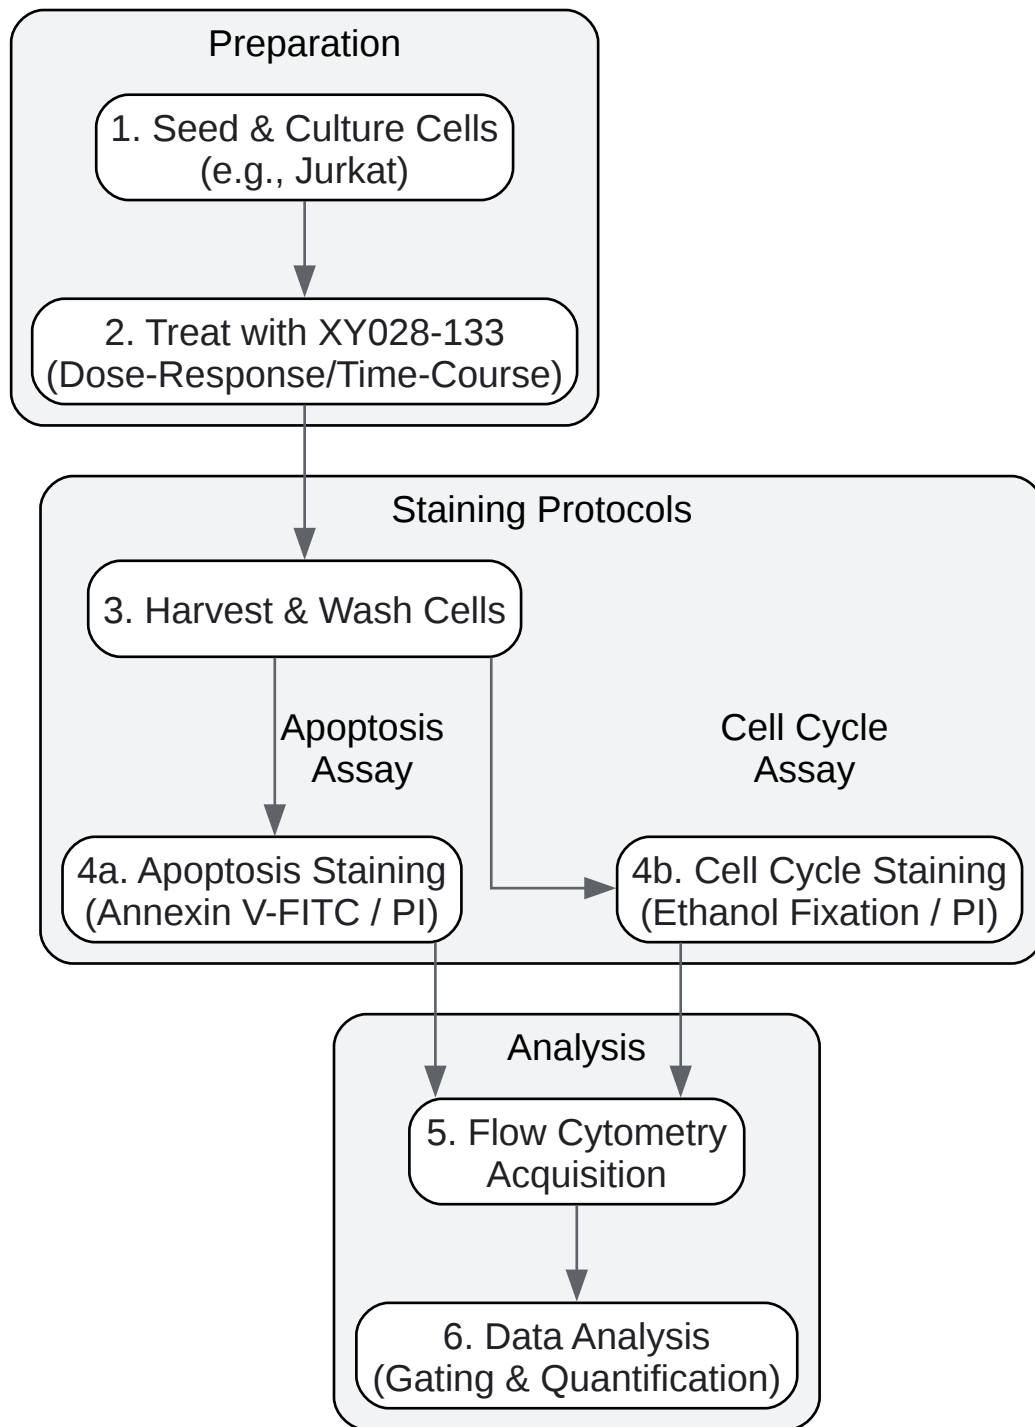 Preparation
1. Seed & Culture Cells
(e.g., Jurkat)
2. Treat with XY028-133
(Dose-Response/Time-Course)
Staining Protocols
3. Harvest & Wash Cells
Apoptosis
Assay
Cell Cycle
Assay
4a. Apoptosis Staining
(Annexin V-FITC / PI)
4b. Cell Cycle Staining
(Ethanol Fixation / PI)
Analysis
5. Flow Cytometry
Acquisition
6. Data Analysis
(Gating & Quantification)